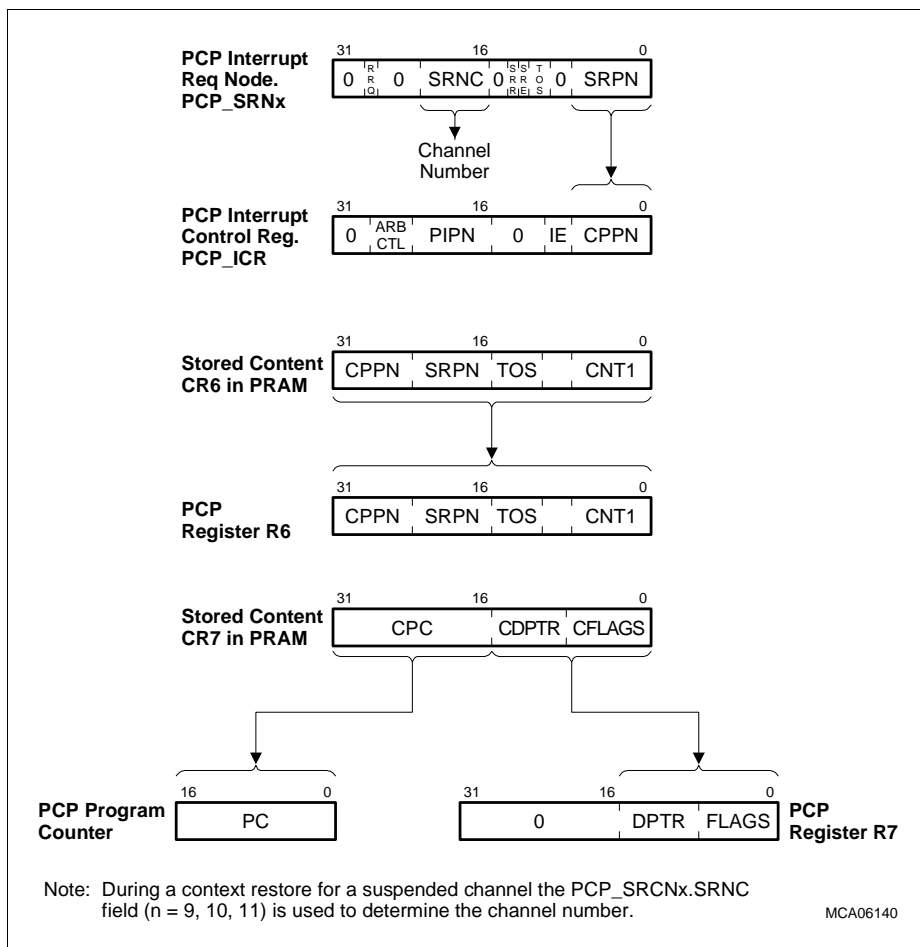 31 16 0
PCP Interrupt
Req Node.
PCP_SRNx
0 RRQ 0 SRNC 0 SRR SRE TOS 0 SRPN
Channel
Number
31 16 0
PCP Interrupt
Control Reg.
PCP_ICR
0 ARB CTL PIPN 0 IE CPPN
31 16 0
Stored Content
CR6 in PRAM
CPPN SRPN TOS CNT1
31 16 0
PCP
Register R6
CPPN SRPN TOS CNT1
31 16 0
Stored Content
CR7 in PRAM
CPC CDPTR CFLAGS
16 0
PCP Program
Counter
PC
31 16 0
0 DPTR FLAGS
PCP
Register R7
Note: During a context restore for a suspended channel the PCP_SRCNx.SRNC
field (n = 9, 10, 11) is used to determine the channel number.
MCA06140